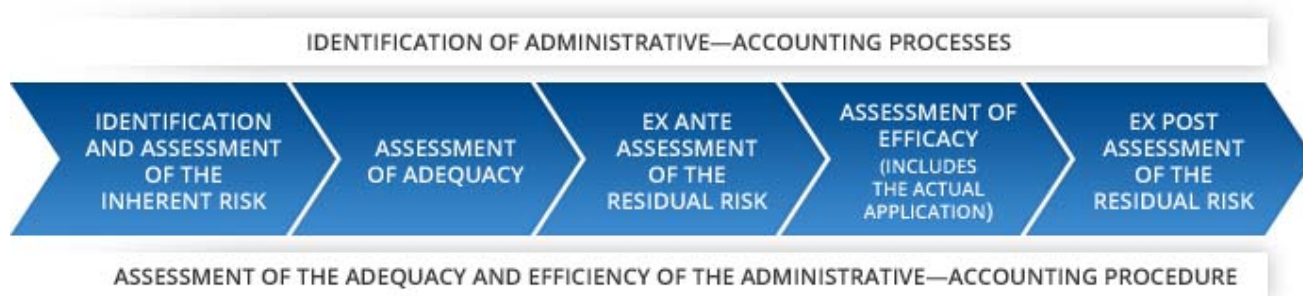 IDENTIFICATION OF ADMINISTRATIVE—ACCOUNTING PROCESSES
IDENTIFICATION
AND ASSESSMENT
OF THE
INHERENT RISK
ASSESSMENT
OF ADEQUACY
EX ANTE
ASSESSMENT
OF THE
RESIDUAL RISK
ASSESSMENT OF
EFFICACY
(INCLUDES
THE ACTUAL
APPLICATION)
EX POST
ASSESSMENT
OF THE
RESIDUAL RISK
ASSESSMENT OF THE ADEQUACY AND EFFICIENCY OF THE ADMINISTRATIVE—ACCOUNTING PROCEDURE